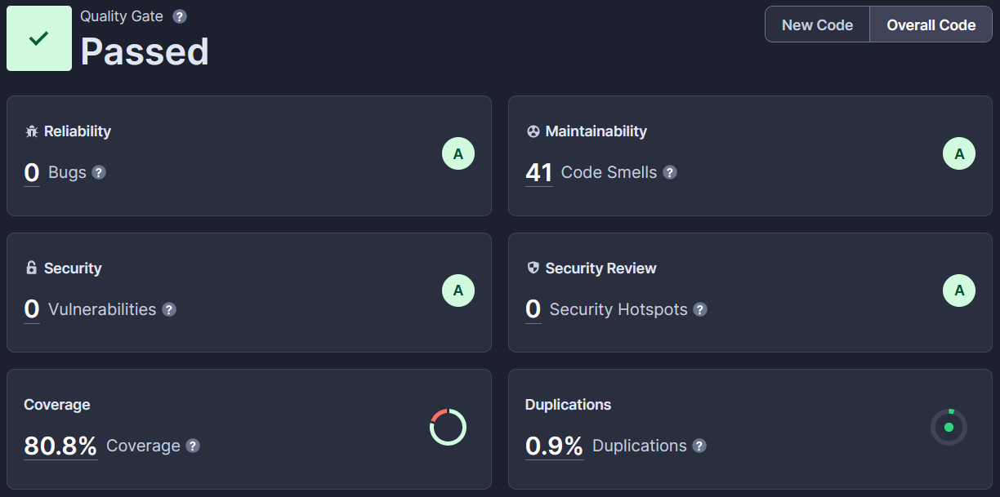 Quality Gate ?
Passed
New Code Overall Code
Reliability
0 Bugs ?
A
Maintainability
41 Code Smells ?
A
Security
0 Vulnerabilities ?
A
Security Review
0 Security Hotspots ?
A
Coverage
80.8% Coverage ?
Duplications
0.9% Duplications ?